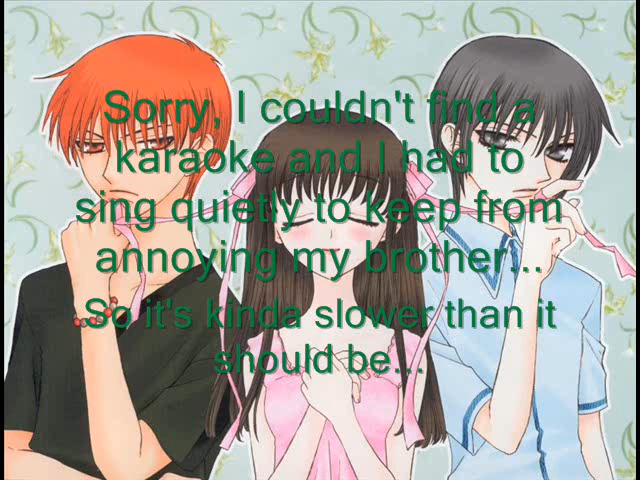 Sorry, I couldn't find a
karaoke and I had to
sing quietly to keep from
annoying my brother...
So it's kinda slower than it
should be...